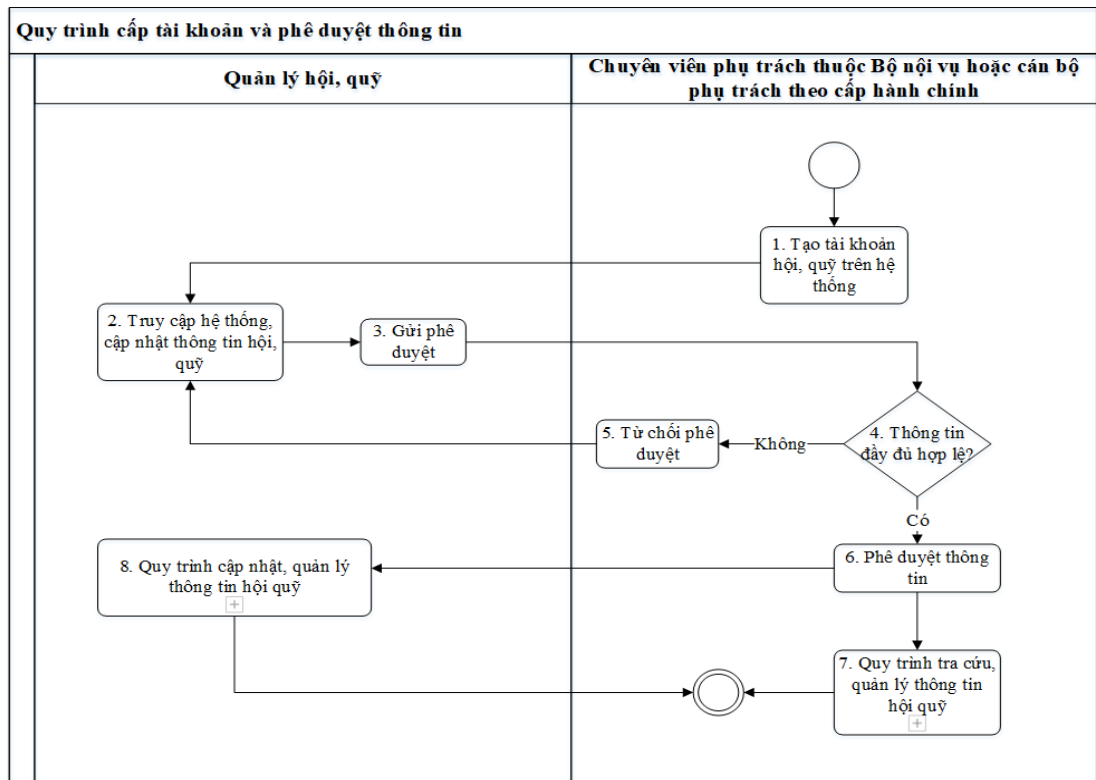 Quy trình cấp tài khoản và phê duyệt thông tin
Quản lý hội, quỹ
Chuyên viên phụ trách thuộc Bộ nội vụ hoặc cán bộ
phụ trách theo cấp hành chính
1. Tạo tài khoản
hội, quỹ trên hệ
thống
2. Truy cập hệ thống,
cập nhật thông tin hội,
quỹ
3. Gửi phê
duyệt
4. Thông tin
đầy đủ hợp lệ?
Không
5. Từ chối phê
duyệt
Có
6. Phê duyệt thông
tin
8. Quy trình cập nhật, quản lý
thông tin hội quỹ
7. Quy trình tra cứu,
quản lý thông tin
hội quỹ